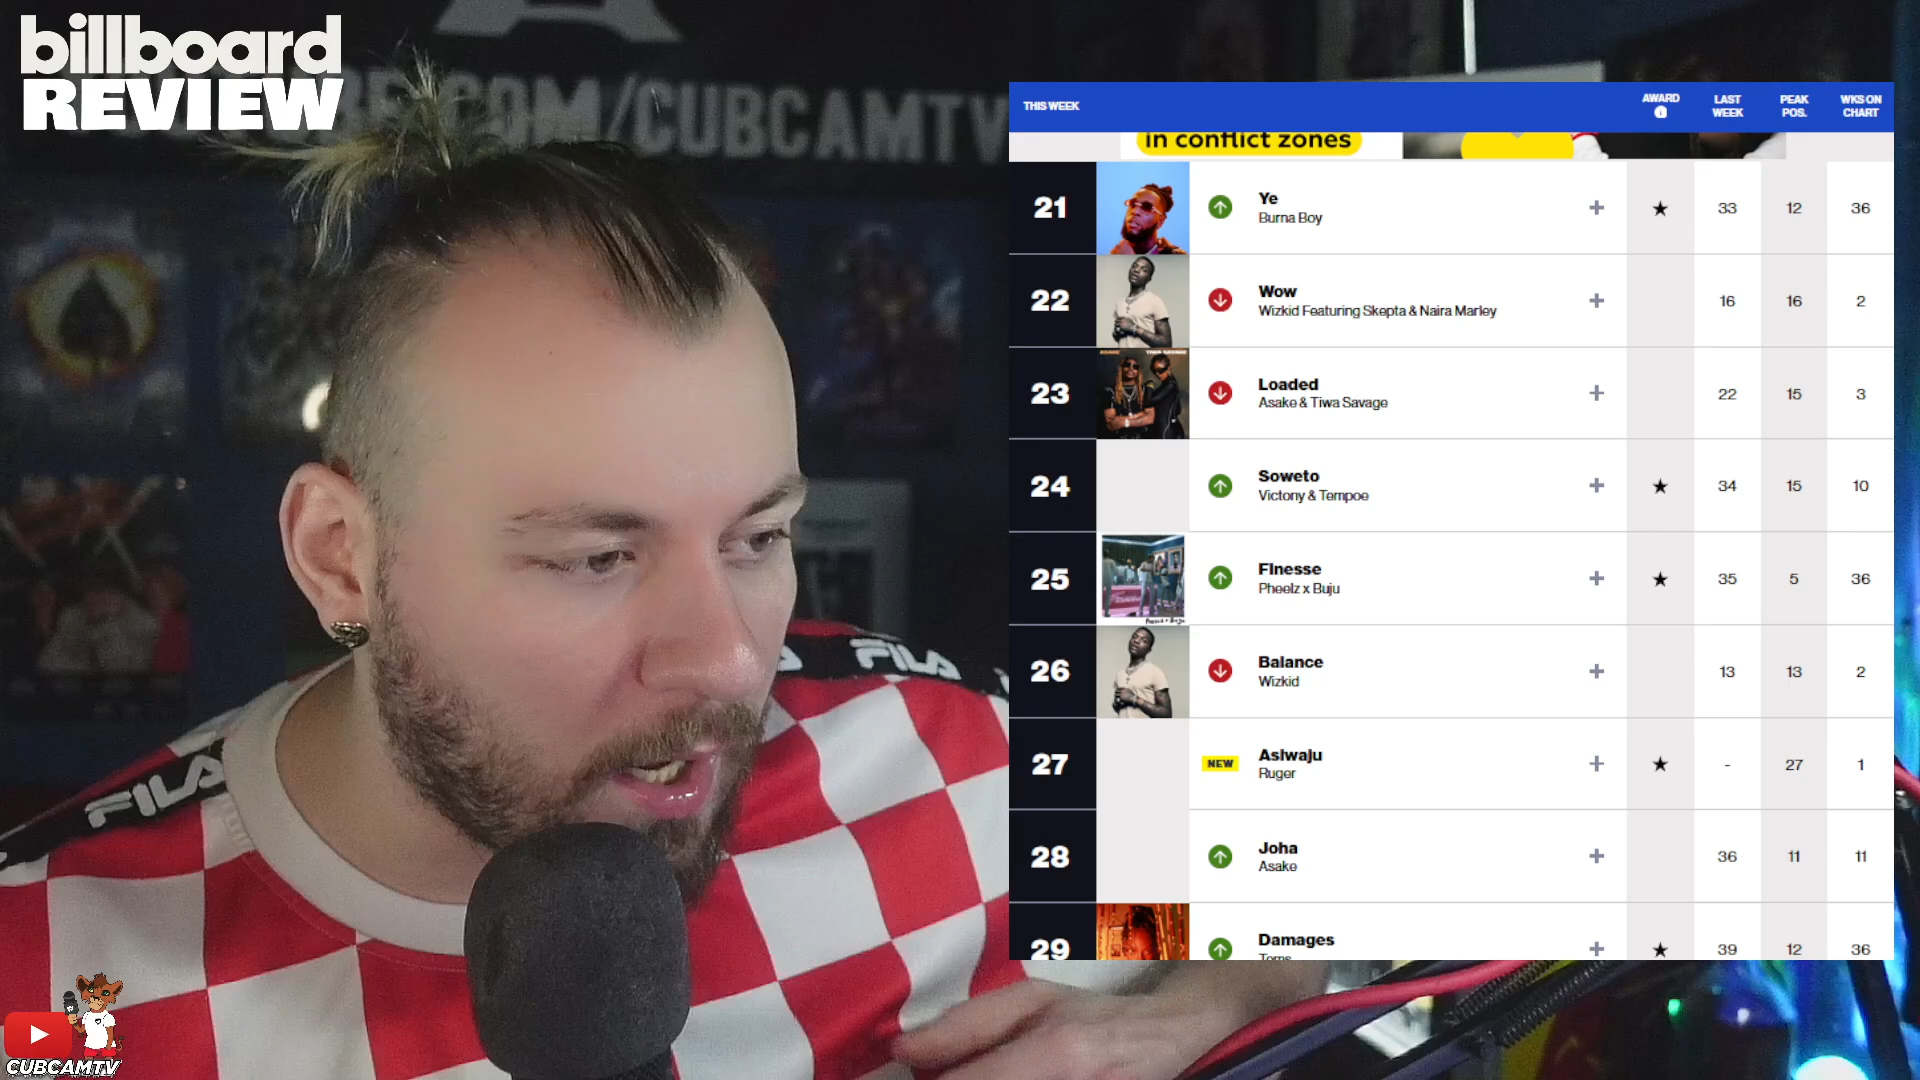 billboard
REVIEW
BE.COM/CUBCAMTV
THIS WEEK
AWARD
LAST WEEK
PEAK POS.
WKS ON CHART
in conflict zones
21
Ye
Burna Boy
33 12 36
22
Wow
Wizkid Featuring Skepta & Naira Marley
16 16 2
23
Loaded
Asake & Tiwa Savage
22 15 3
24
Soweto
Victony & Tempoe
34 15 10
25
FInesse
Pheelz x Buju
35 5 36
26
Balance
Wizkid
13 13 2
27
NEW
Asiwaju
Ruger
- 27 1
28
Joha
Asake
36 11 11
29
Damages
Tems
39 12 36
FILA
FILA
CUBCAMTV